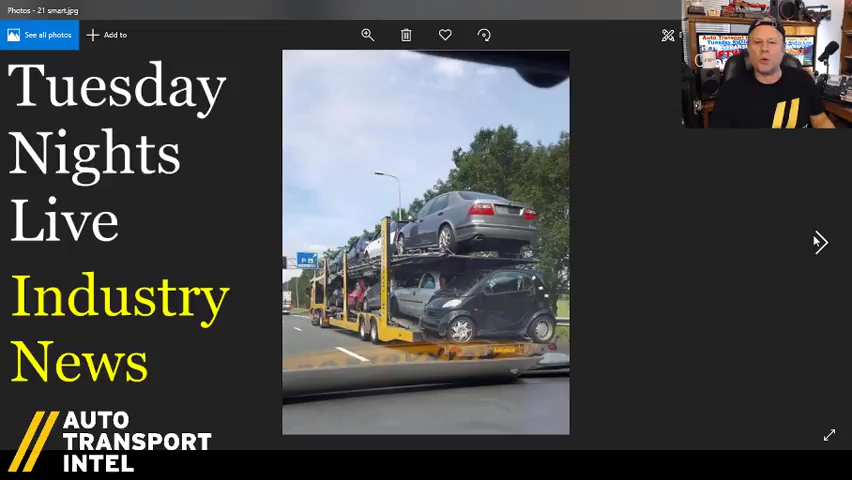 Photos - 21 smart.jpg
See all photos
Add to
Tuesday
Nights
Live
Industry
News
AUTO
TRANSPORT
INTEL